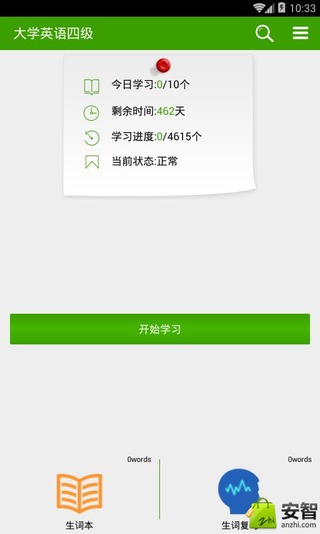 10:33
大学英语四级
今日学习:0/10个
剩余时间:462天
学习进度:0/4615个
当前状态:正常
开始学习
0words
0words
生词本
生词复
zhi
安智
anzhi.com